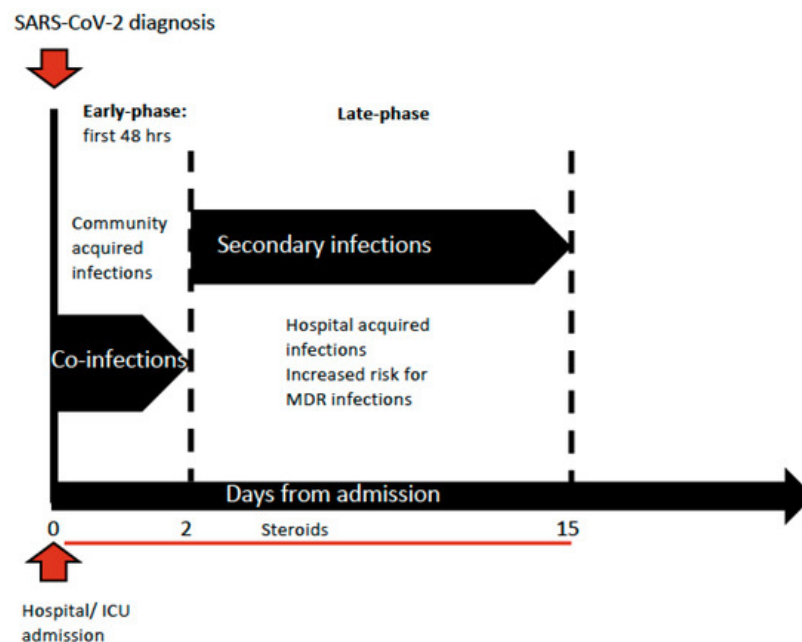 SARS-CoV-2 diagnosis
Early-phase:
first 48 hrs
Late-phase
Community
acquired
infections
Secondary infections
Co-infections
Hospital acquired
infections
Increased risk for
MDR infections
Days from admission
0
2
Steroids
15
Hospital/ ICU
admission